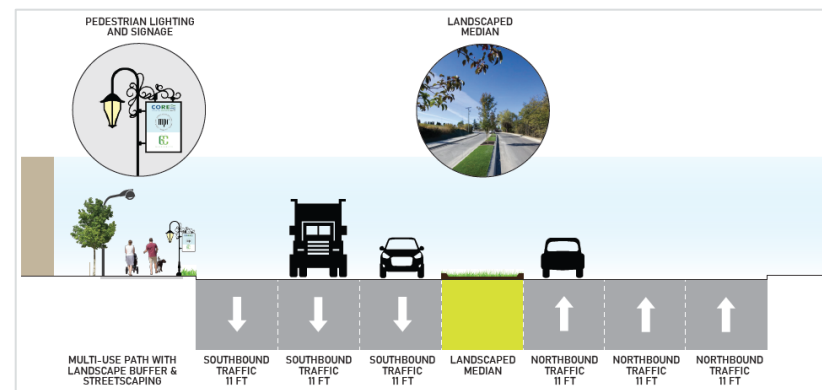 PEDESTRIAN LIGHTING
AND SIGNAGE
LANDSCAPED
MEDIAN
CORE
MULTI-USE PATH WITH
LANDSCAPE BUFFER &
STREETSCAPING
SOUTHBOUND
TRAFFIC
11 FT
SOUTHBOUND
TRAFFIC
11 FT
SOUTHBOUND
TRAFFIC
11 FT
LANDSCAPED
MEDIAN
NORTHBOUND
TRAFFIC
11 FT
NORTHBOUND
TRAFFIC
11 FT
NORTHBOUND
TRAFFIC
11 FT